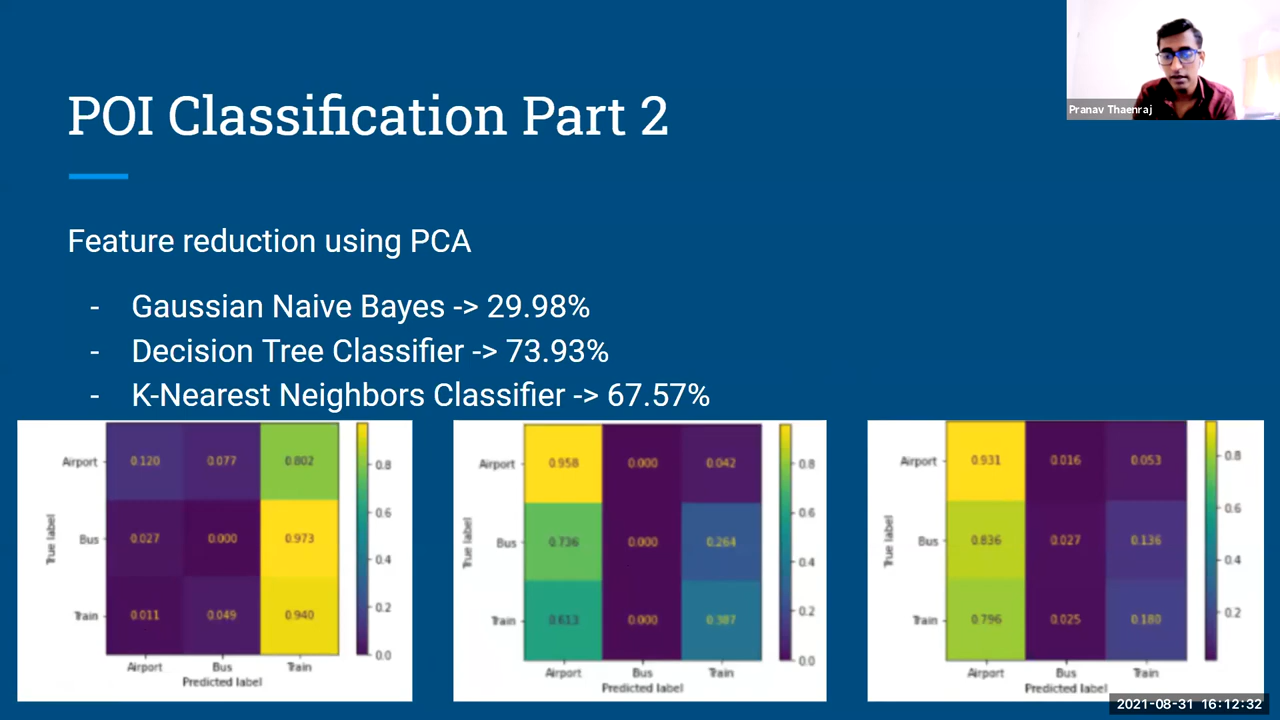 Pranav Thaenraj
POI Classification Part 2
Feature reduction using PCA
- Gaussian Naive Bayes -> 29.98%
- Decision Tree Classifier -> 73.93%
- K-Nearest Neighbors Classifier -> 67.57%
True label
Airport 0.120 0.077 0.802
Bus 0.027 0.000 0.973
Train 0.011 0.049 0.940
Airport Bus Train
Predicted label
0.8
0.6
0.4
0.2
0.0
True label
Airport 0.958 0.000 0.042
Bus 0.736 0.000 0.264
Train 0.613 0.000 0.387
Airport Bus Train
Predicted label
0.8
0.6
0.4
0.2
0.0
True label
Airport 0.931 0.016 0.053
Bus 0.836 0.027 0.136
Train 0.796 0.025 0.180
Airport Bus Train
Predicted label
0.8
0.6
0.4
0.2
2021-08-31 16:12:32